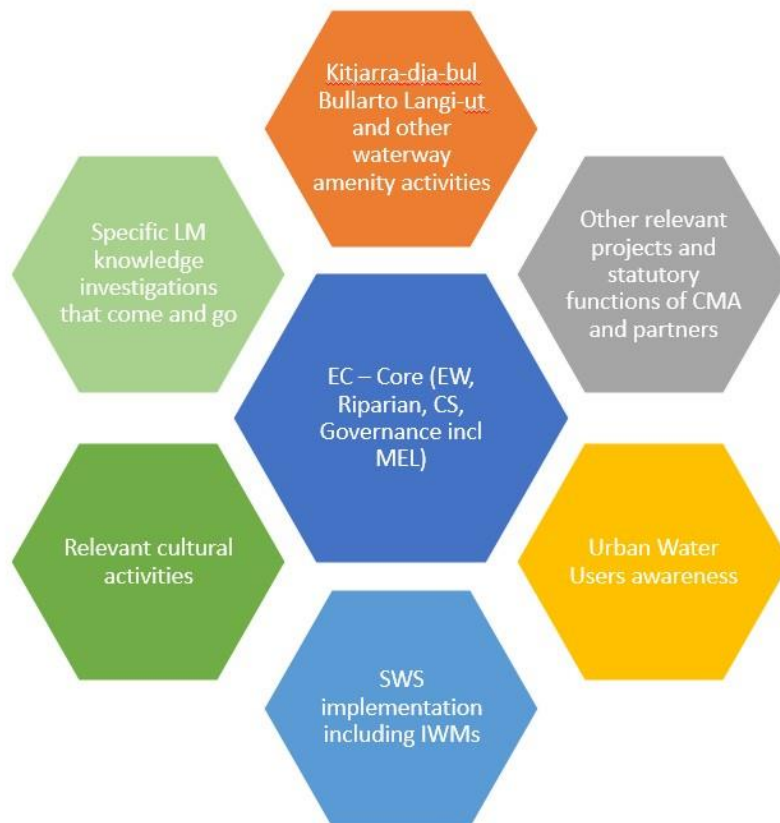 Kitjarra-dja-bul
Bullarto Langi-ut
and other
waterway
amenity activities
Specific LM
knowledge
investigations
that come and go
Other relevant
projects and
statutory
functions of CMA
and partners
EC – Core (EW,
Riparian, CS,
Governance incl
MEL)
Relevant cultural
activities
Urban Water
Users awareness
SWS
implementation
including IWMs